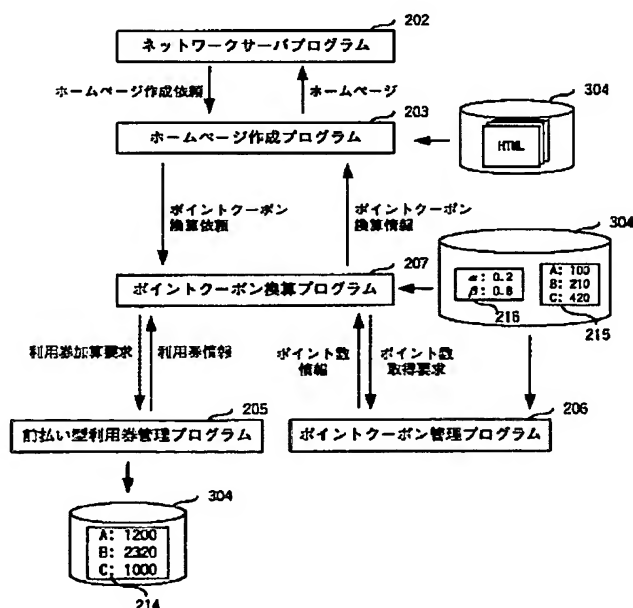 202
ネットワークサーバプログラム
ホームページ作成依頼
ホームページ
203
304
ホームページ作成プログラム
HTML
ポイントクーポン
換算依頼
ポイントクーポン
換算情報
304
207
ポイントクーポン換算プログラム
α: 0.2
β: 0.8
216
A: 100
B: 210
C: 420
215
利用券加算要求
利用券情報
ポイント数
情報
ポイント数
取得要求
205
206
前払い型利用券管理プログラム
ポイントクーポン管理プログラム
304
A: 1200
B: 2320
C: 1000
214